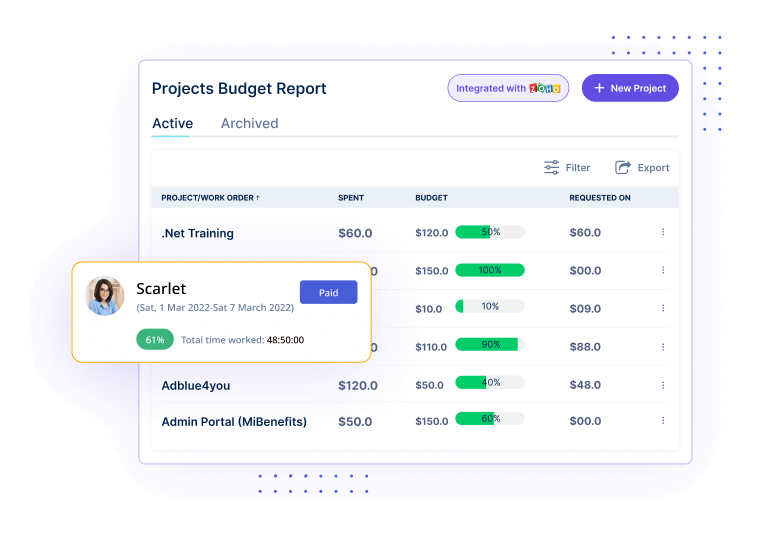 Projects Budget Report
Integrated with ZOHO
+ New Project
Active Archived
Filter Export
PROJECT/WORK ORDER ↑ SPENT BUDGET REQUESTED ON
.Net Training $60.0 $120.0 50% $60.0
0 $150.0 100% $00.0
$10.0 10% $09.0
0 $110.0 90% $88.0
Scarlet
Paid
(Sat, 1 Mar 2022-Sat 7 March 2022)
61% Total time worked: 48:50:00
Adblue4you $120.0 $50.0 40% $48.0
Admin Portal (MiBenefits) $50.0 $150.0 60% $00.0